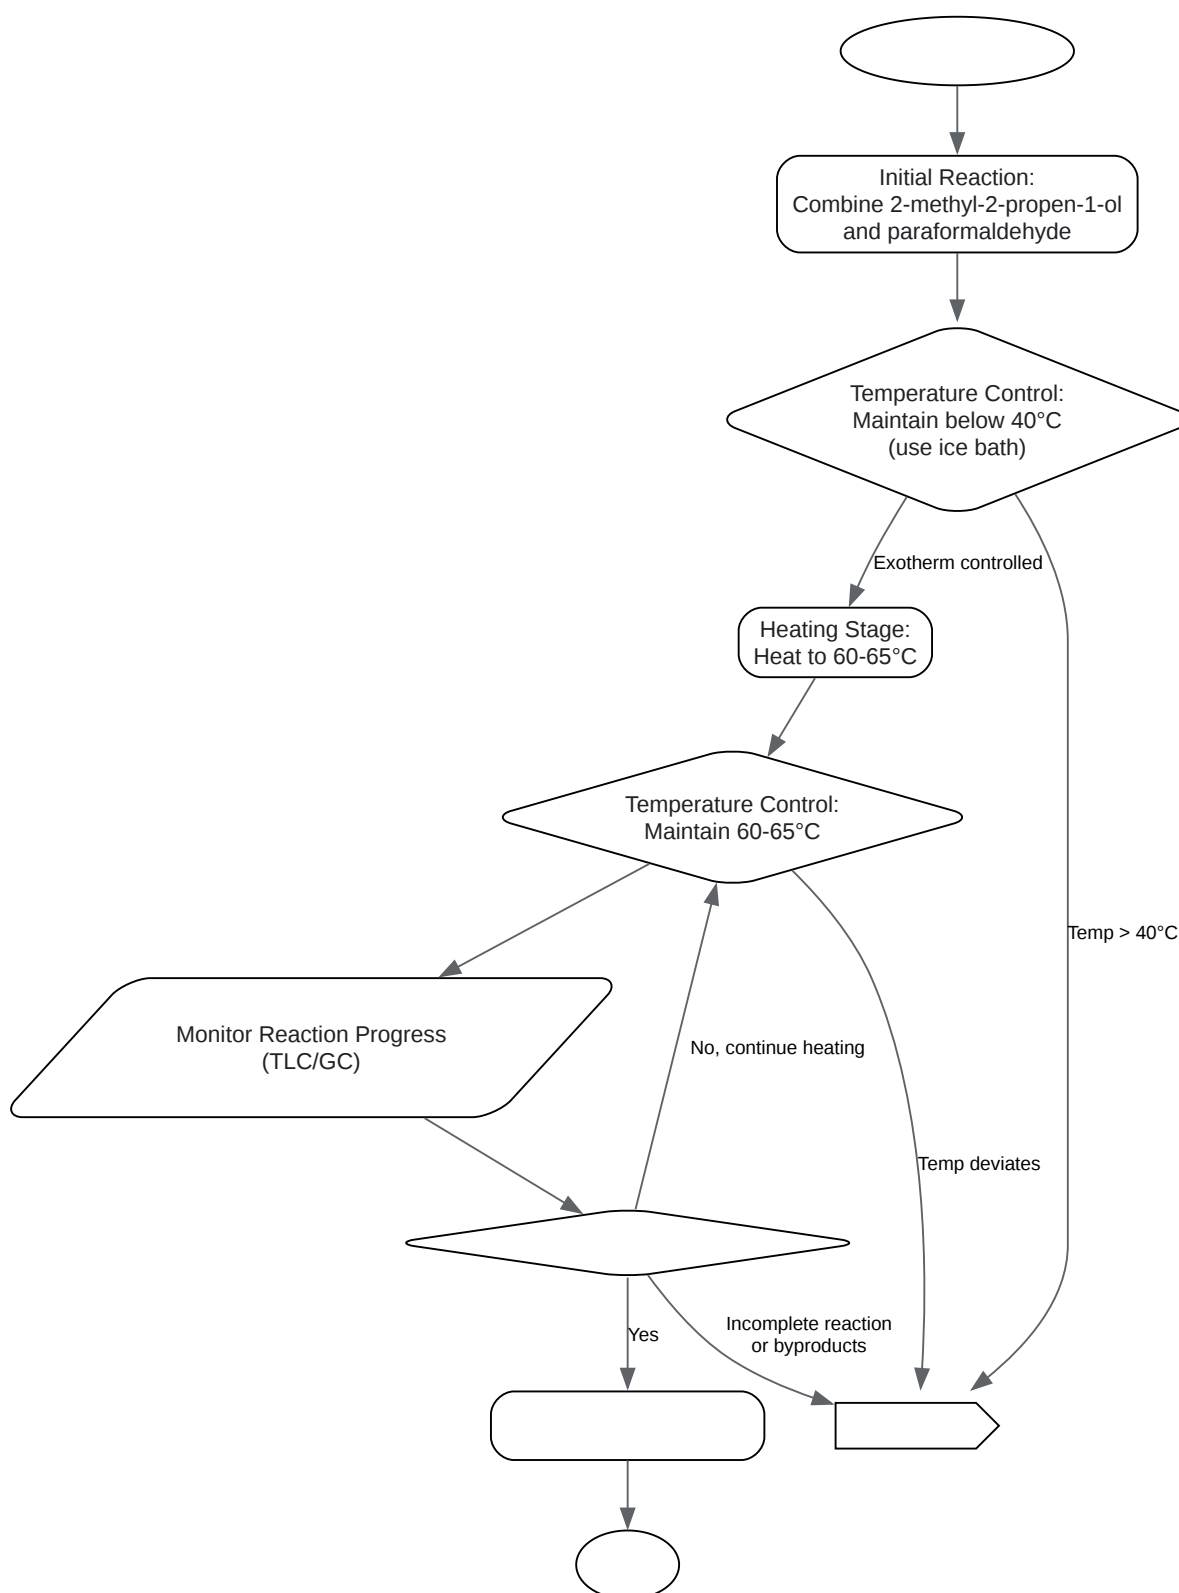 Initial Reaction:
Combine 2-methyl-2-propen-1-ol
and paraformaldehyde
Temperature Control:
Maintain below 40°C
(use ice bath)
Exotherm controlled
Heating Stage:
Heat to 60-65°C
Temperature Control:
Maintain 60-65°C
Temp > 40°C
Monitor Reaction Progress
(TLC/GC)
No, continue heating
Temp deviates
Yes
Incomplete reaction
or byproducts